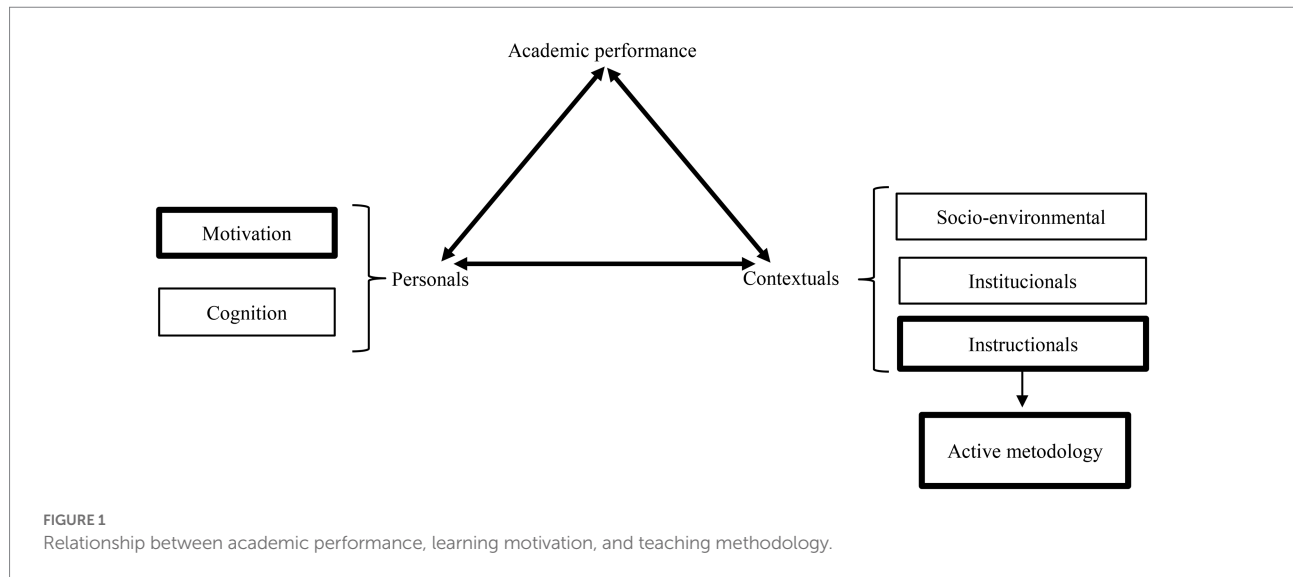 Academic performance
Motivation
Cognition
Personals
Contextuals
Socio-environmental
Institucionals
Instructionals
Active metodology
FIGURE 1
Relationship between academic performance, learning motivation, and teaching methodology.